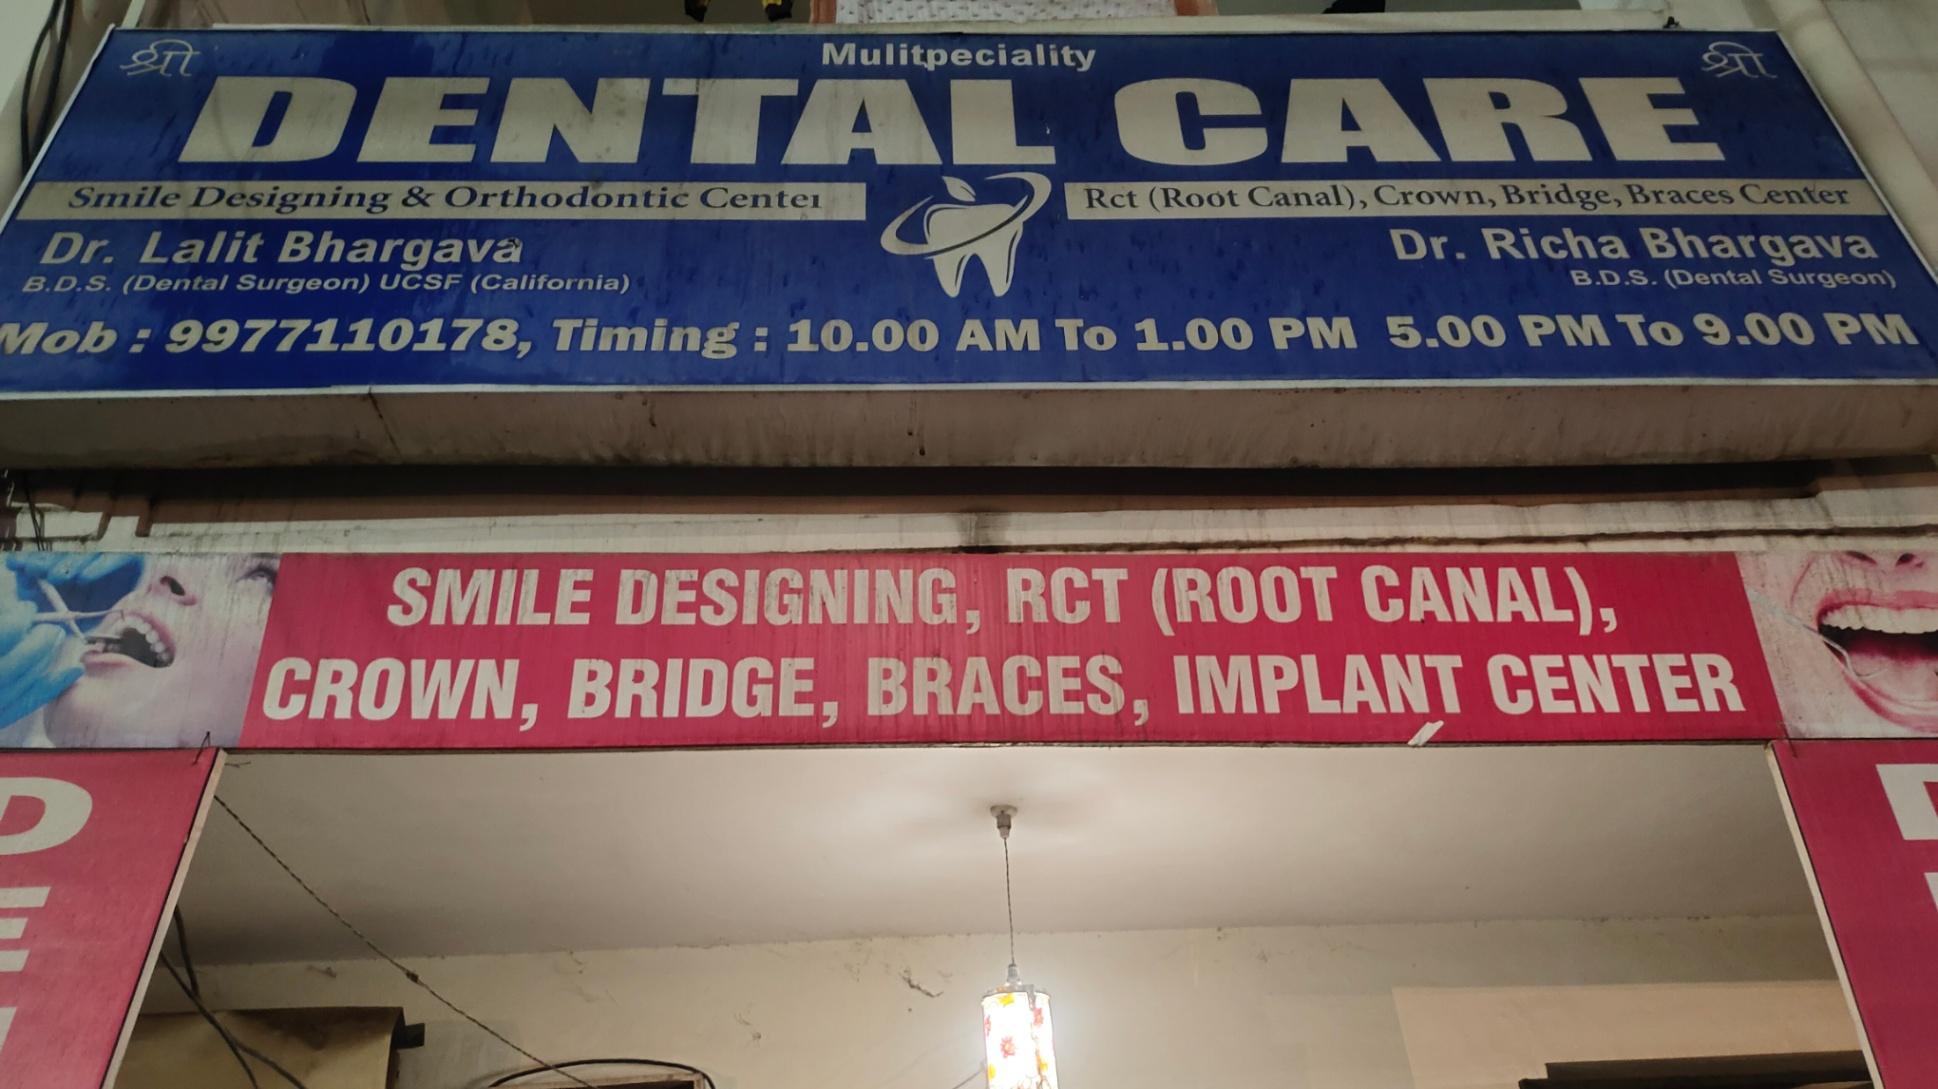 श्री
Mulitpeciality
श्री
DENTAL CARE
Smile Designing & Orthodontic Center
Rct (Root Canal), Crown, Bridge, Braces Center
Dr. Lalit Bhargava
B.D.S. (Dental Surgeon) UCSF (California)
Dr. Richa Bhargava
B.D.S. (Dental Surgeon)
Mob : 9977110178, Timing : 10.00 AM To 1.00 PM 5.00 PM To 9.00 PM
SMILE DESIGNING, RCT (ROOT CANAL),
CROWN, BRIDGE, BRACES, IMPLANT CENTER
D
E